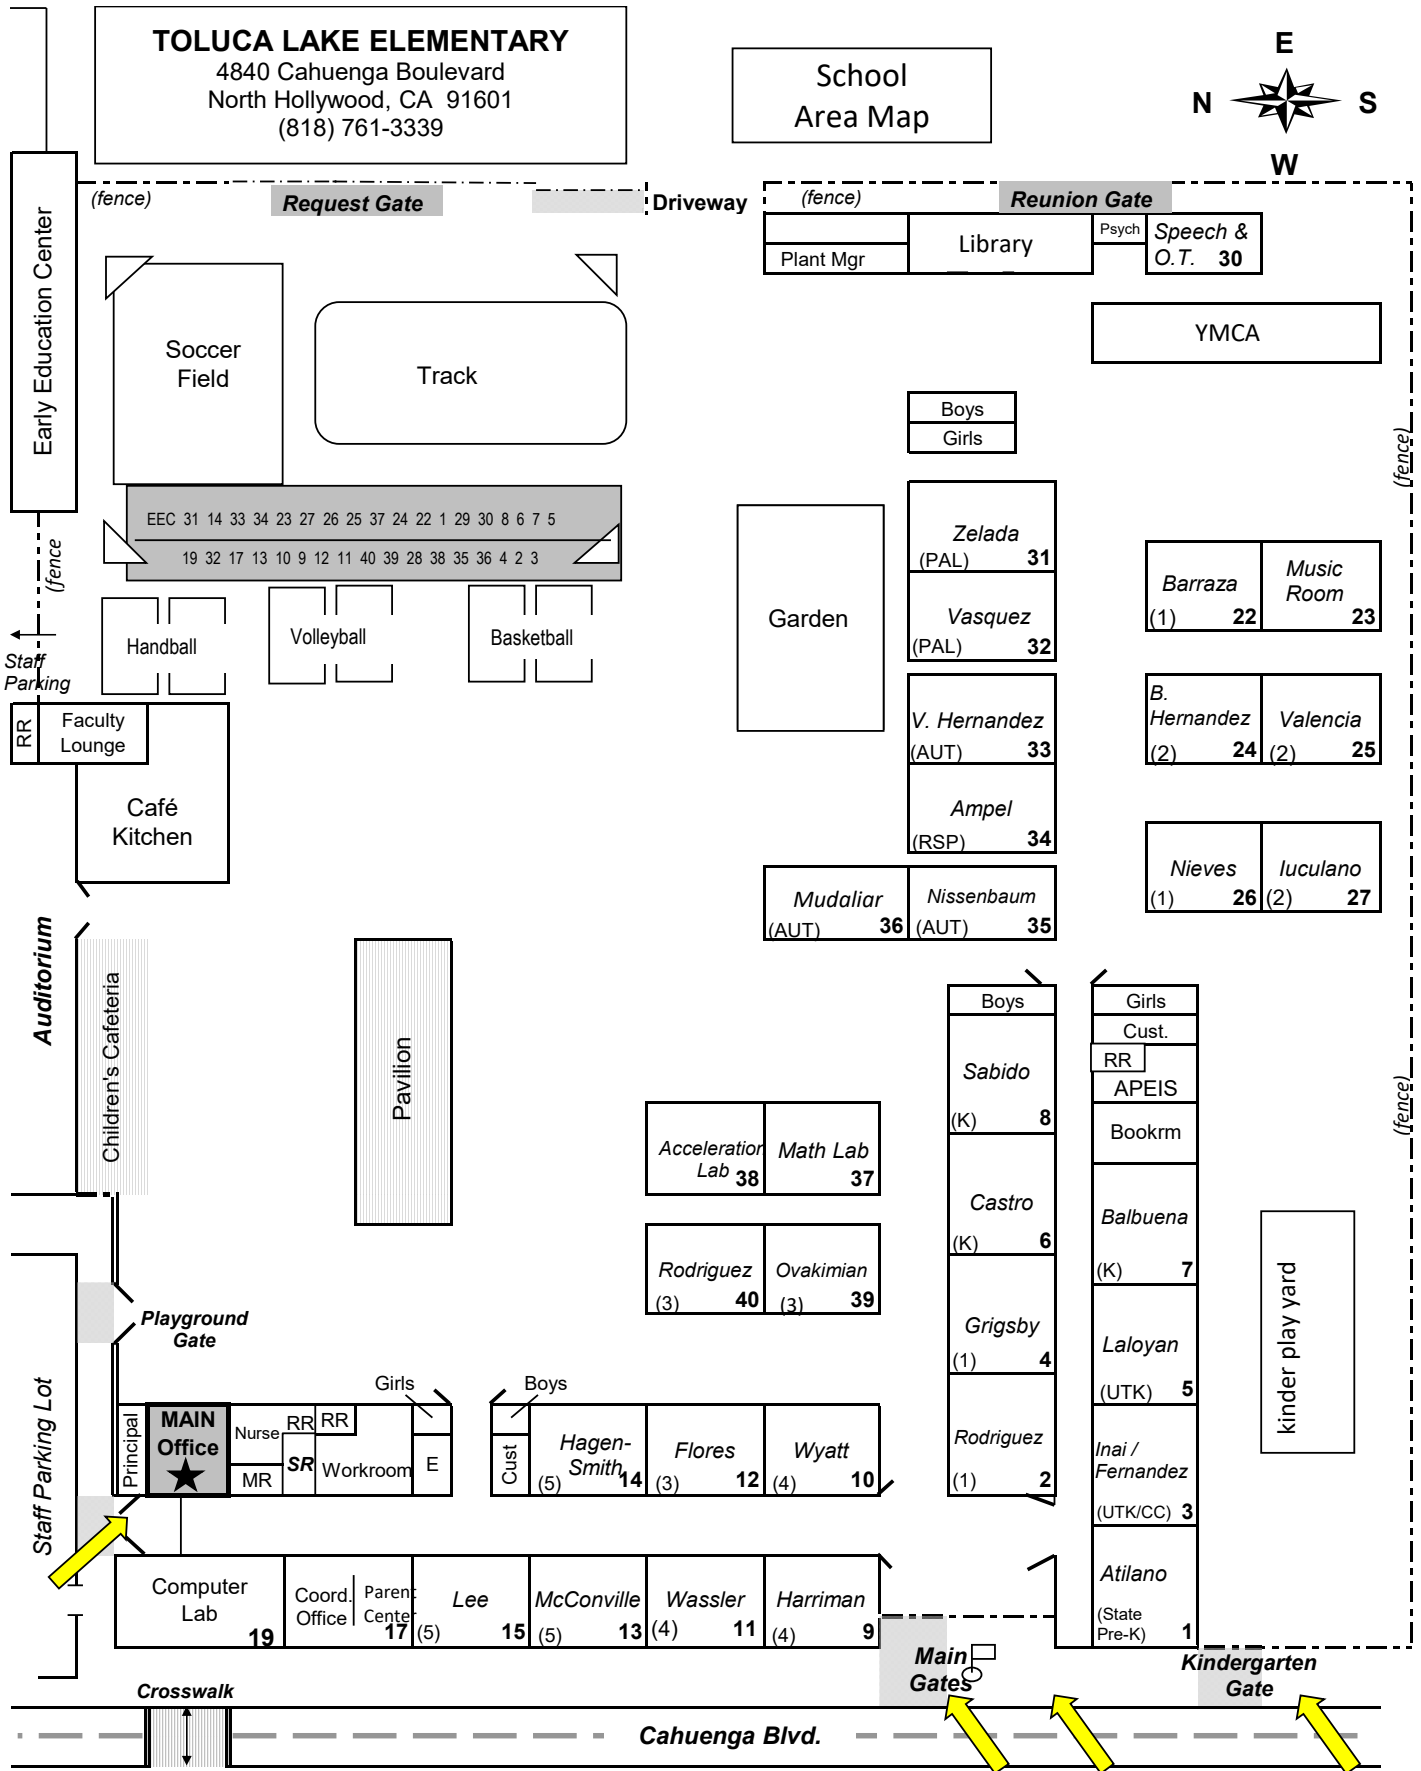 TOLUCA LAKE ELEMENTARY
4840 Cahuenga Boulevard
North Hollywood, CA 91601
(818) 761-3339
School
Area Map
E
N
S
W
(fence)
Request Gate
Driveway
(fence)
Reunion Gate
Early Education Center
Plant Mgr
Library
Psych
Speech &
O.T. 30
YMCA
Soccer
Field
Track
Boys
Girls
(fence)
EEC 31 14 33 34 23 27 26 25 37 24 22 1 29 30 8 6 7 5
19 32 17 13 10 9 12 11 40 39 28 38 35 36 4 2 3
(fence
Staff
Parking
Handball
Volleyball
Basketball
Garden
Zelada
(PAL) 31
Vasquez
(PAL) 32
V. Hernandez
(AUT) 33
Ampel
(RSP) 34
Mudaliar
(AUT) 36
Nissenbaum
(AUT) 35
Barraza
(1) 22
Music
Room
23
B.
Hernandez
(2) 24
Valencia
(2) 25
Nieves
(1) 26
Iuculano
(2) 27
RR
Faculty
Lounge
Café
Kitchen
Auditorium
Children's Cafeteria
Pavilion
Boys
Sabido
(K) 8
Castro
(K) 6
Grigsby
(1) 4
Rodriguez
(1) 2
Girls
Cust.
RR
APEIS
Bookrm
Balbuena
(K) 7
Laloyan
(UTK) 5
Inai /
Fernandez
(UTK/CC) 3
Atilano
(State
Pre-K) 1
(fence)
kinder play yard
Acceleration
Lab 38
Math Lab
37
Rodriguez
(3) 40
Ovakimian
(3) 39
Playground
Gate
Staff Parking Lot
Principal
MAIN
Office
Nurse
MR
RR
SR
RR
Workroom
Girls
E
Boys
Cust
Hagen-
Smith
(5) 14
Flores
(3) 12
Wyatt
(4) 10
Computer
Lab
19
Coord.
Office
Parent
Center
17
Lee
(5) 15
McConville
(5) 13
Wassler
(4) 11
Harriman
(4) 9
Main
Gates
Kindergarten
Gate
Crosswalk
Cahuenga Blvd.